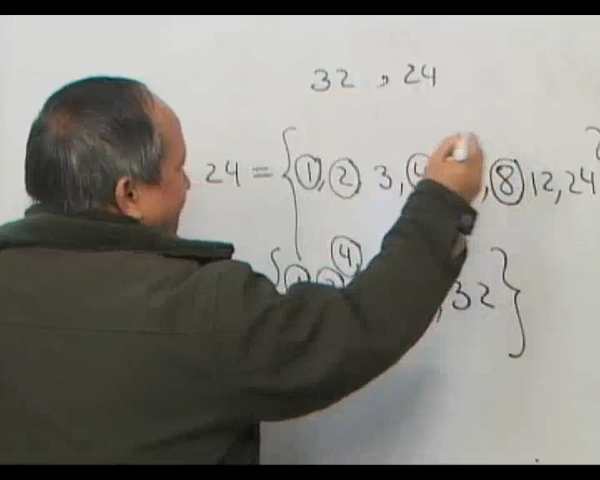 32 , 24
24 = { 1, 2 3, 4 , 8 12, 24
{ 4, , 32 }